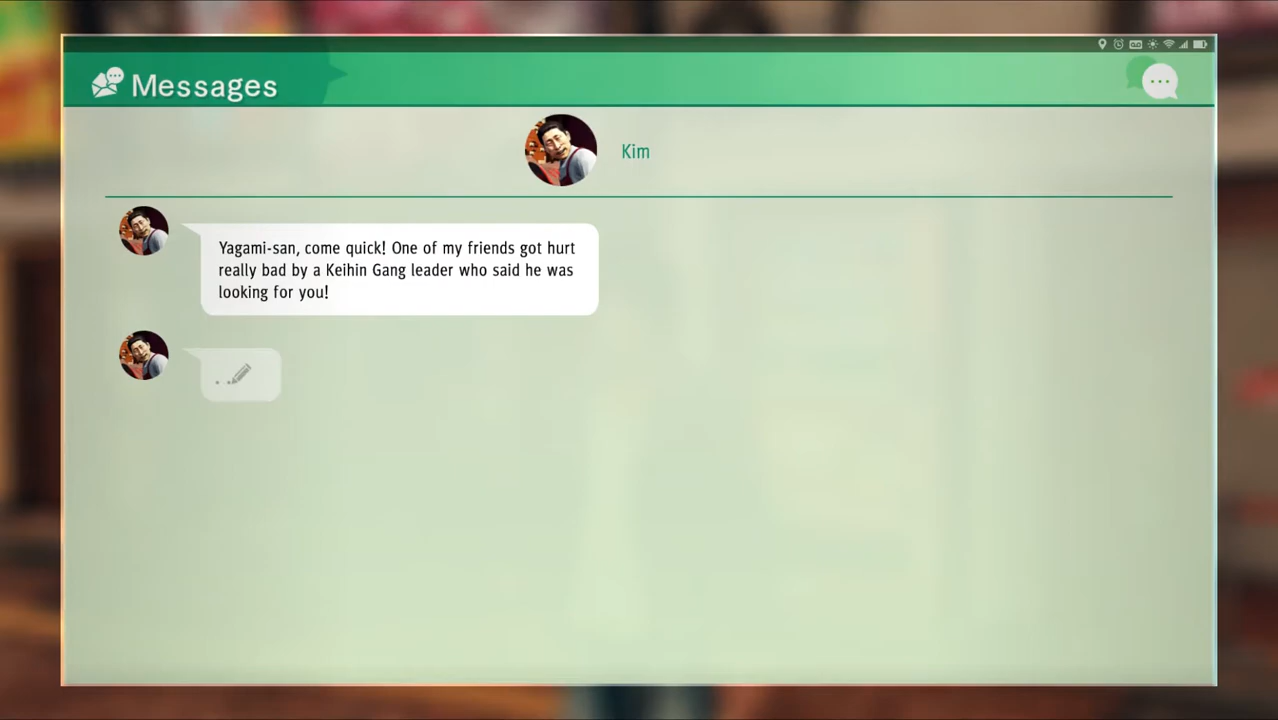 Messages
Kim
Yagami-san, come quick! One of my friends got hurt
really bad by a Keihin Gang leader who said he was
looking for you!